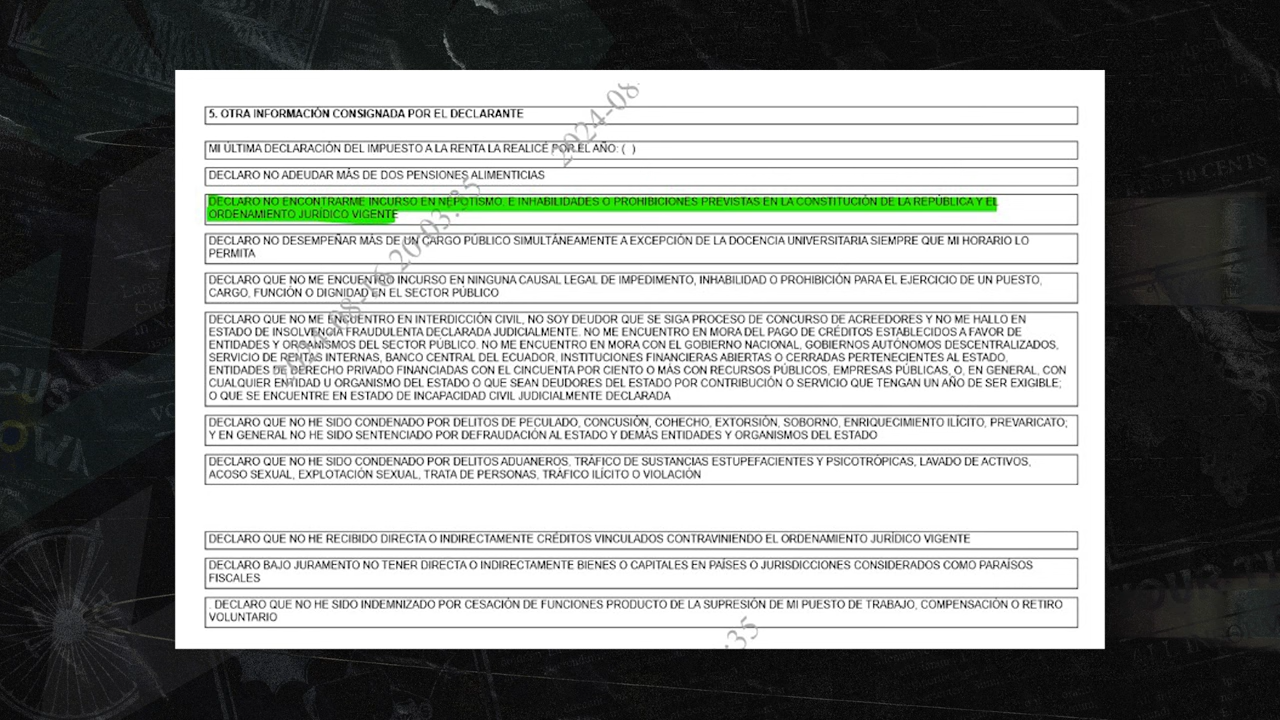 5. OTRA INFORMACIÓN CONSIGNADA POR EL DECLARANTE
MI ÚLTIMA DECLARACIÓN DEL IMPUESTO A LA RENTA LA REALICÉ POR EL AÑO: ( )
DECLARO NO ADEUDAR MÁS DE DOS PENSIONES ALIMENTICIAS
DECLARO NO ENCONTRARME INCURSO EN NEPOTISMO, E INHABILIDADES O PROHIBICIONES PREVISTAS EN LA CONSTITUCIÓN DE LA REPÚBLICA Y EL
ORDENAMIENTO JURÍDICO VIGENTE
DECLARO NO DESEMPEÑAR MÁS DE UN CARGO PÚBLICO SIMULTÁNEAMENTE A EXCEPCIÓN DE LA DOCENCIA UNIVERSITARIA SIEMPRE QUE MI HORARIO LO
PERMITA
DECLARO QUE NO ME ENCUENTRO INCURSO EN NINGUNA CAUSAL LEGAL DE IMPEDIMENTO, INHABILIDAD O PROHIBICIÓN PARA EL EJERCICIO DE UN PUESTO,
CARGO, FUNCIÓN O DIGNIDAD EN EL SECTOR PÚBLICO
DECLARO QUE NO ME ENCUENTRO EN INTERDICCIÓN CIVIL, NO SOY DEUDOR QUE SE SIGA PROCESO DE CONCURSO DE ACREEDORES Y NO ME HALLO EN
ESTADO DE INSOLVENCIA FRAUDULENTA DECLARADA JUDICIALMENTE. NO ME ENCUENTRO EN MORA DEL PAGO DE CRÉDITOS ESTABLECIDOS A FAVOR DE
ENTIDADES Y ORGANISMOS DEL SECTOR PÚBLICO. NO ME ENCUENTRO EN MORA CON EL GOBIERNO NACIONAL, GOBIERNOS AUTÓNOMOS DESCENTRALIZADOS,
SERVICIO DE RENTAS INTERNAS, BANCO CENTRAL DEL ECUADOR, INSTITUCIONES FINANCIERAS ABIERTAS O CERRADAS PERTENECIENTES AL ESTADO,
ENTIDADES DE DERECHO PRIVADO FINANCIADAS CON EL CINCUENTA POR CIENTO O MÁS CON RECURSOS PÚBLICOS, EMPRESAS PÚBLICAS, O, EN GENERAL, CON
CUALQUIER ENTIDAD U ORGANISMO DEL ESTADO O QUE SEAN DEUDORES DEL ESTADO POR CONTRIBUCIÓN O SERVICIO QUE TENGAN UN AÑO DE SER EXIGIBLE;
O QUE SE ENCUENTRE EN ESTADO DE INCAPACIDAD CIVIL JUDICIALMENTE DECLARADA
DECLARO QUE NO HE SIDO CONDENADO POR DELITOS DE PECULADO, CONCUSIÓN, COHECHO, EXTORSIÓN, SOBORNO, ENRIQUECIMIENTO ILÍCITO, PREVARICATO;
Y EN GENERAL NO HE SIDO SENTENCIADO POR DEFRAUDACIÓN AL ESTADO Y DEMÁS ENTIDADES Y ORGANISMOS DEL ESTADO
DECLARO QUE NO HE SIDO CONDENADO POR DELITOS ADUANEROS, TRÁFICO DE SUSTANCIAS ESTUPEFACIENTES Y PSICOTRÓPICAS, LAVADO DE ACTIVOS,
ACOSO SEXUAL, EXPLOTACIÓN SEXUAL, TRATA DE PERSONAS, TRÁFICO ILÍCITO O VIOLACIÓN
DECLARO QUE NO HE RECIBIDO DIRECTA O INDIRECTAMENTE CRÉDITOS VINCULADOS CONTRAVINIENDO EL ORDENAMIENTO JURÍDICO VIGENTE
DECLARO BAJO JURAMENTO NO TENER DIRECTA O INDIRECTAMENTE BIENES O CAPITALES EN PAÍSES O JURISDICCIONES CONSIDERADOS COMO PARAÍSOS
FISCALES
. DECLARO QUE NO HE SIDO INDEMNIZADO POR CESACIÓN DE FUNCIONES PRODUCTO DE LA SUPRESIÓN DE MI PUESTO DE TRABAJO, COMPENSACIÓN O RETIRO
VOLUNTARIO
2024-08
20:03:35
35
10 CENTS